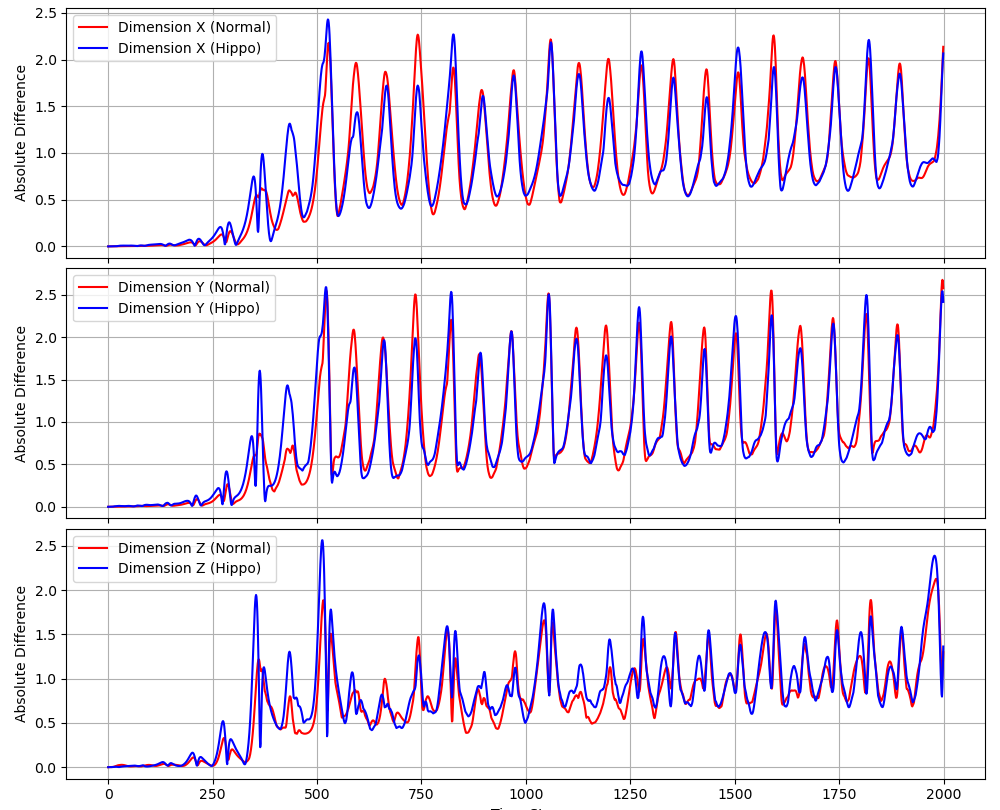 2.5
2.0
1.5
1.0
0.5
0.0
Absolute Difference
Dimension X (Normal)
Dimension X (Hippo)
2.5
2.0
1.5
1.0
0.5
0.0
Absolute Difference
Dimension Y (Normal)
Dimension Y (Hippo)
2.5
2.0
1.5
1.0
0.5
0.0
Absolute Difference
Dimension Z (Normal)
Dimension Z (Hippo)
0 250 500 750 1000 1250 1500 1750 2000